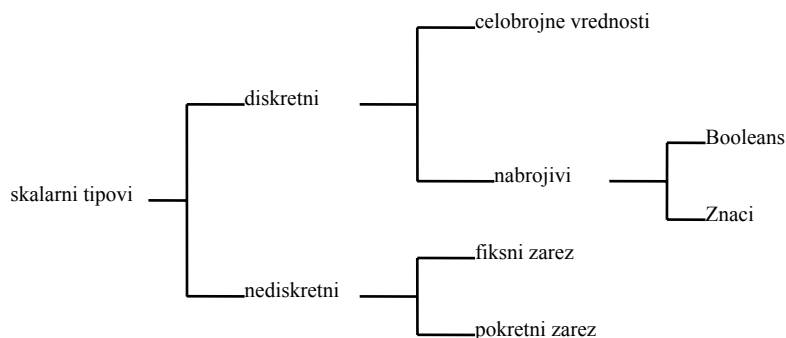 celobrojne vrednosti
diskretni
Booleans
nabrojivi
skalarni tipovi
Znaci
fiksni zarez
nediskretni
pokretni zarez